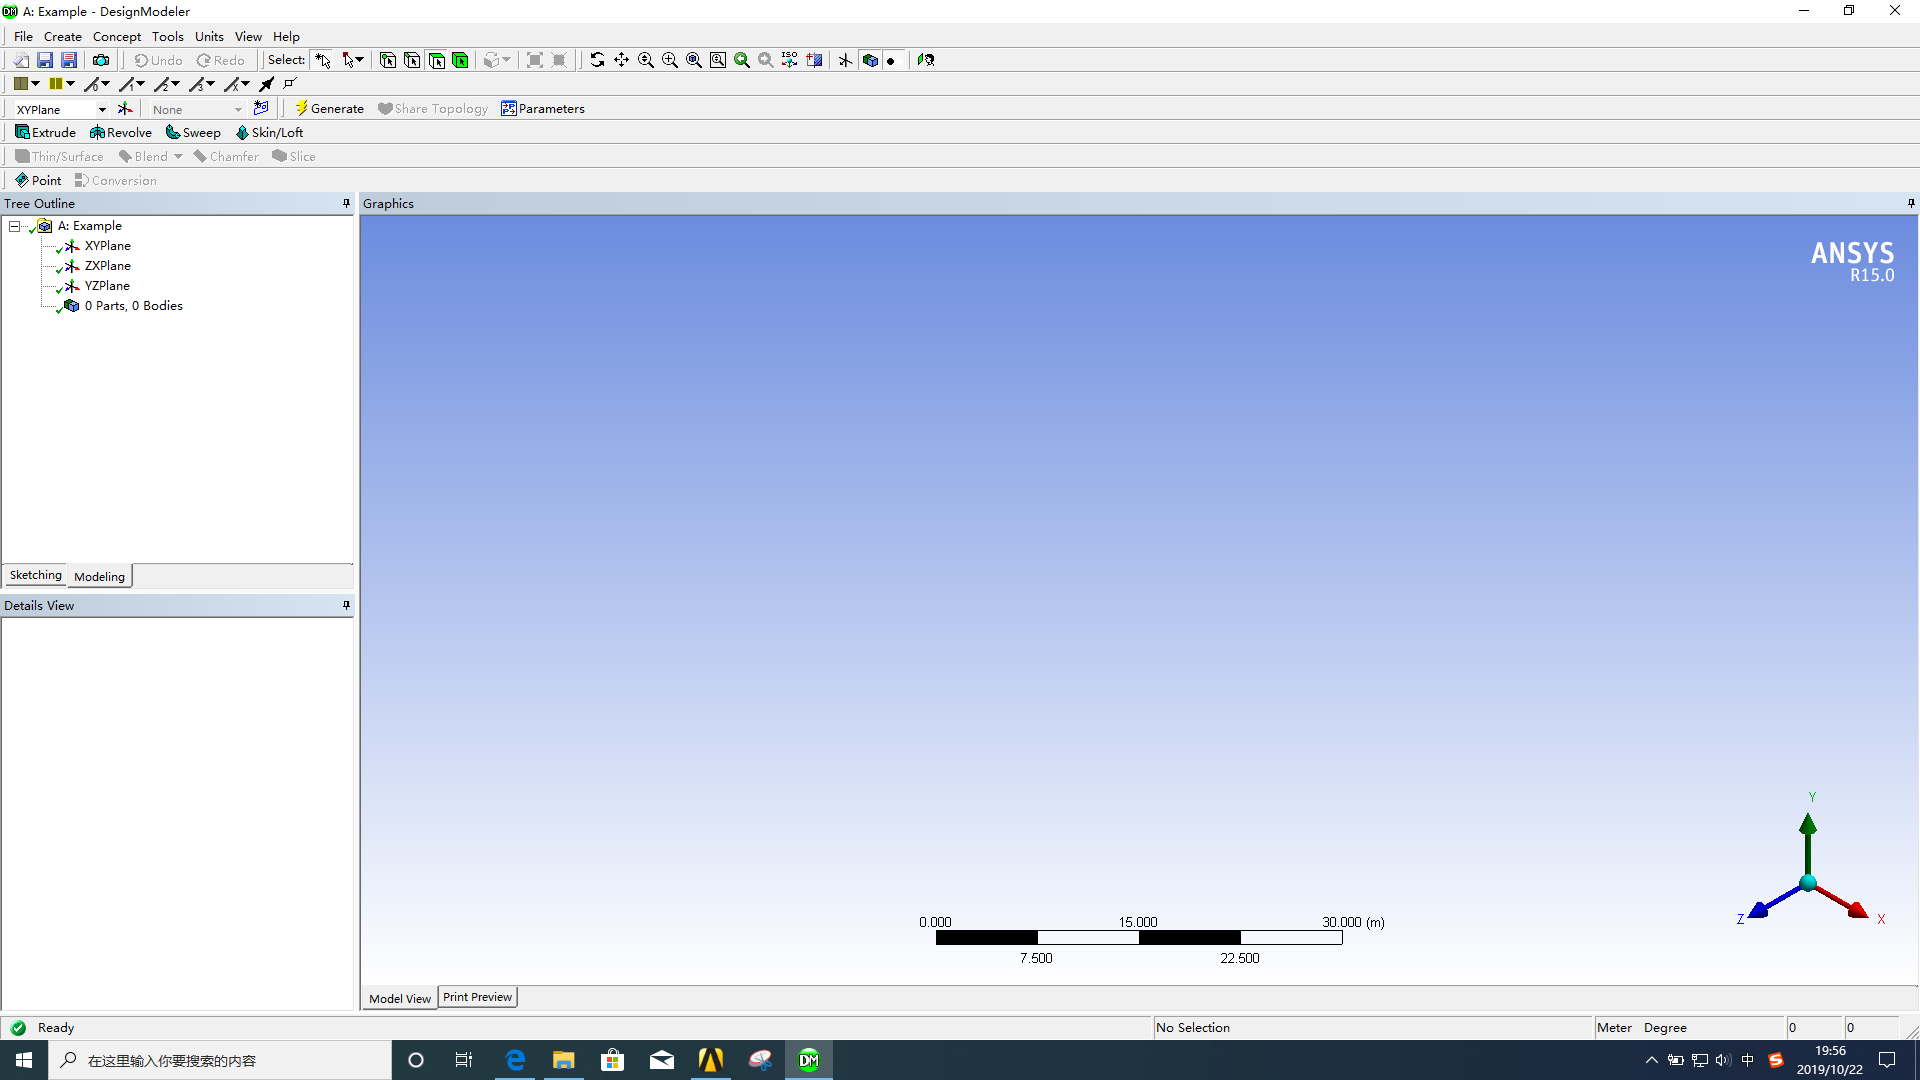 A: Example - DesignModeler
File Create Concept Tools Units View Help
Undo Redo Select: ISO
XYPlane None Generate Share Topology Parameters
Extrude Revolve Sweep Skin/Loft
Thin/Surface Blend Chamfer Slice
Point Conversion
Tree Outline
Graphics
A: Example
XYPlane
ZXPlane
YZPlane
0 Parts, 0 Bodies
ANSYS
R15.0
Sketching Modeling
Details View
Y
Z
X
0.000 15.000 30.000 (m)
7.500 22.500
Model View Print Preview
Ready No Selection Meter Degree 0 0
在这里输入你要搜索的内容
DM
中
19:56
2019/10/22